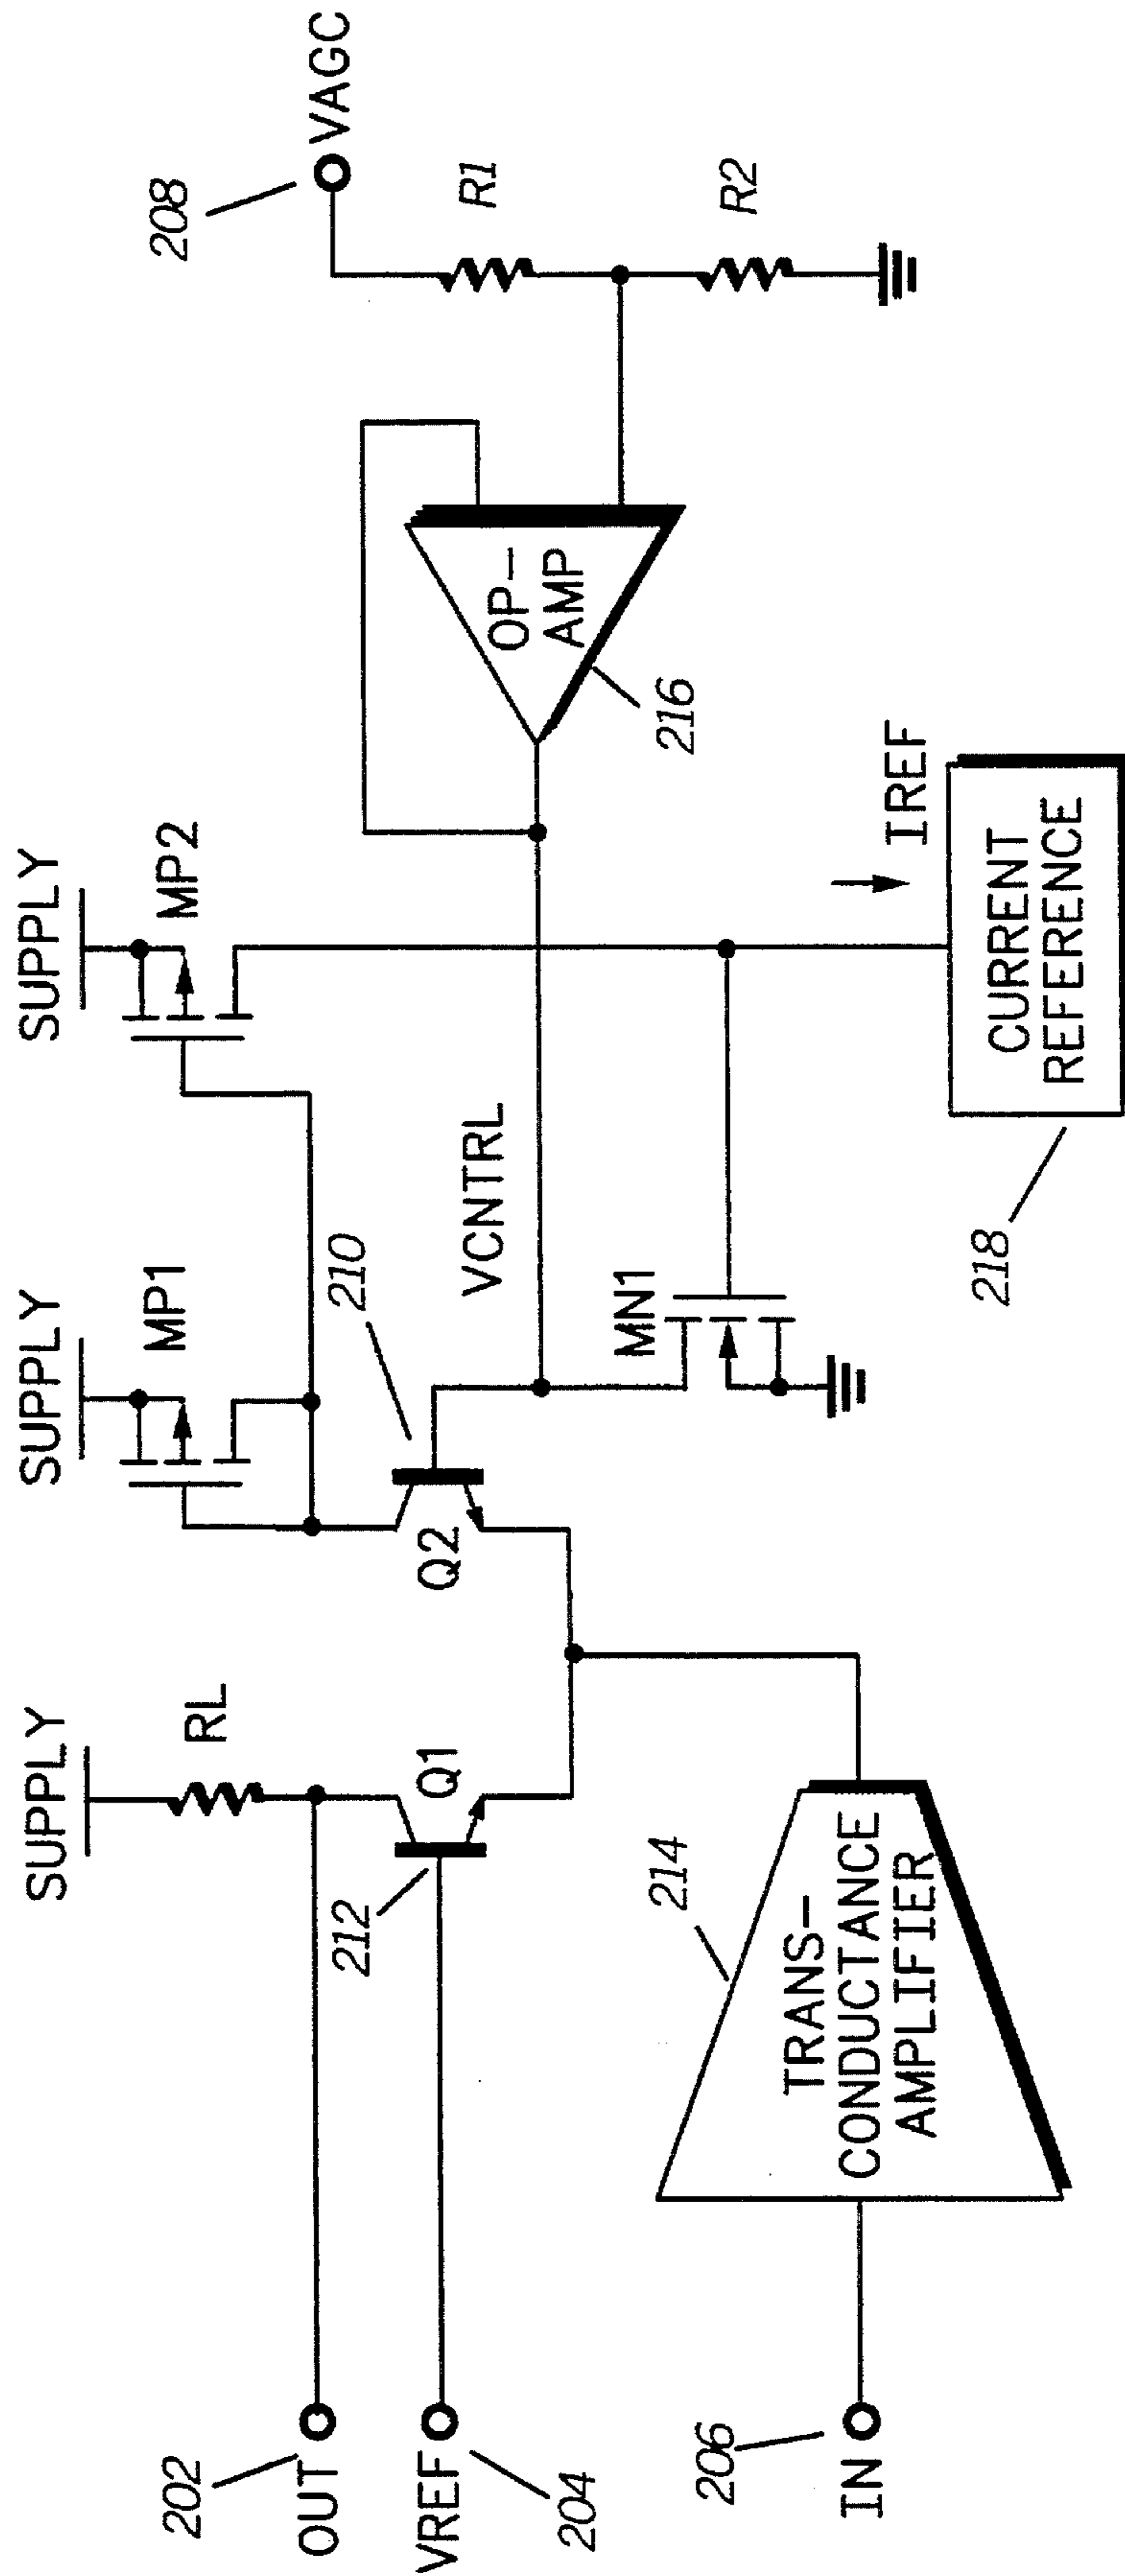 SUPPLY
SUPPLY
SUPPLY
RL
MP1
MP2
202
OUT
212
Q1
Q2
210
208
VAGC
VREF
204
VCNTRL
OP-
AMP
216
R1
R2
MN1
214
TRANS-
CONDUCTANCE
AMPLIFIER
206
IN
IREF
218
CURRENT
REFERENCE